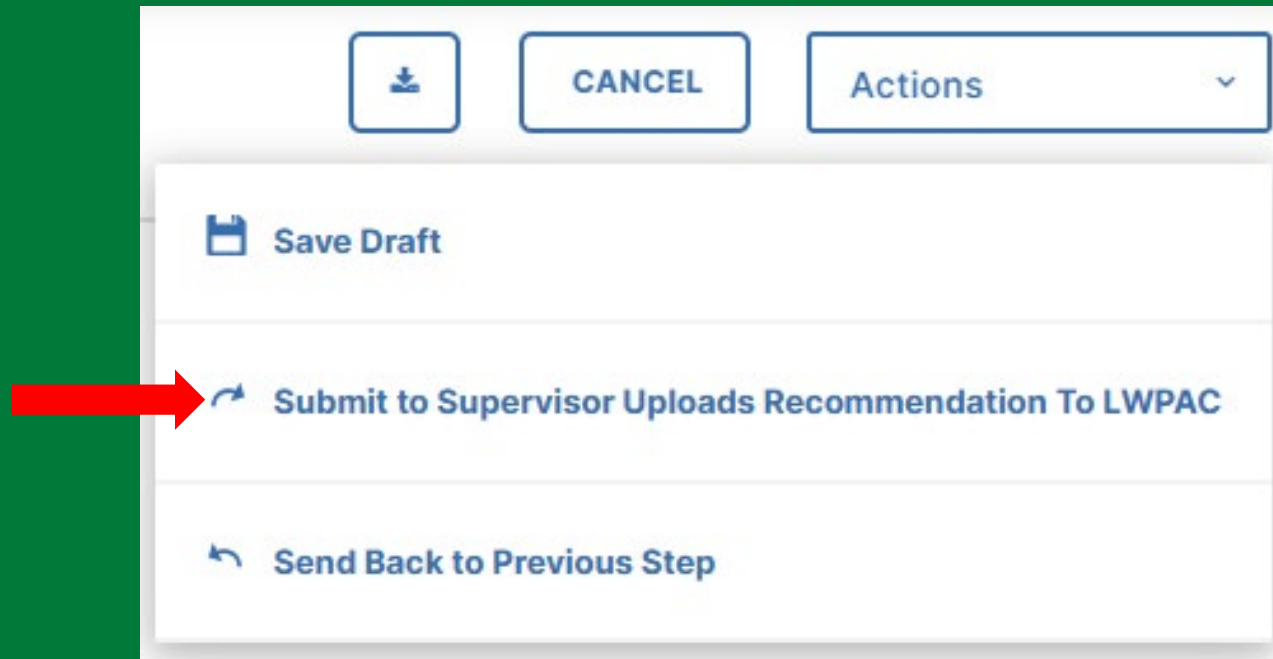 CANCEL
Actions
Save Draft
Submit to Supervisor Uploads Recommendation To LWPAC
Send Back to Previous Step